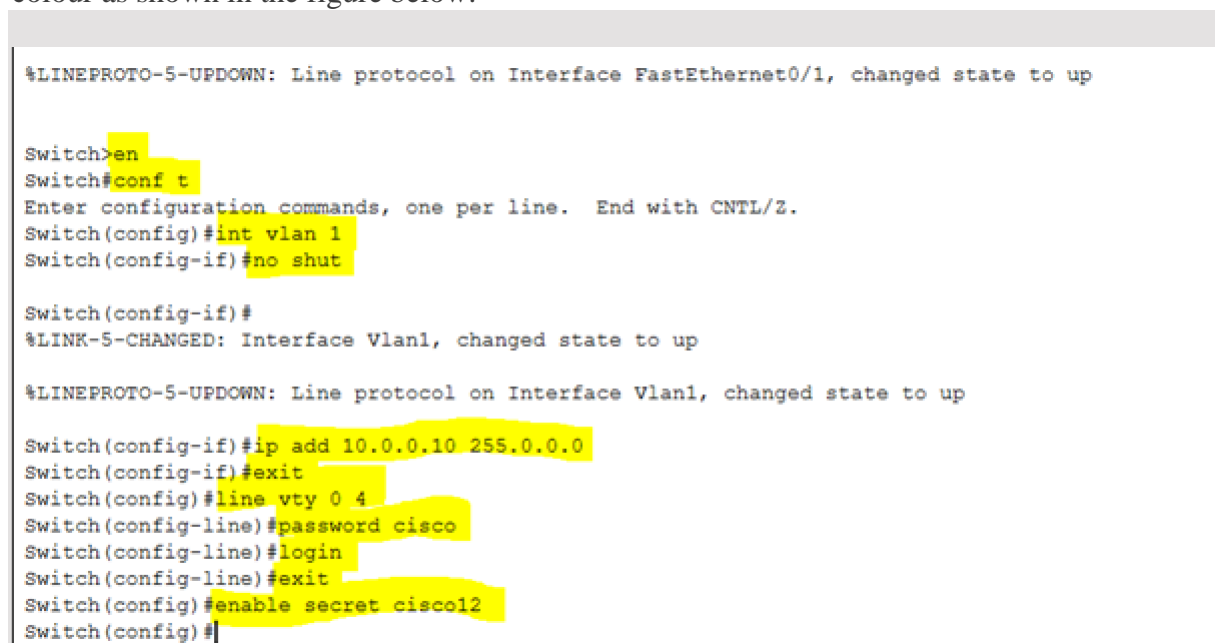 colour as shown in the figure below.
%LINEPROTO-5-UPDOWN: Line protocol on Interface FastEthernet0/1, changed state to up
Switch>en
Switch#conf t
Enter configuration commands, one per line.  End with CNTL/Z.
Switch(config)#int vlan 1
Switch(config-if)#no shut
Switch(config-if)#
%LINK-5-CHANGED: Interface Vlan1, changed state to up
%LINEPROTO-5-UPDOWN: Line protocol on Interface Vlan1, changed state to up
Switch(config-if)#ip add 10.0.0.10 255.0.0.0
Switch(config-if)#exit
Switch(config)#line vty 0 4
Switch(config-line)#password cisco
Switch(config-line)#login
Switch(config-line)#exit
Switch(config)#enable secret cisco12
Switch(config)#